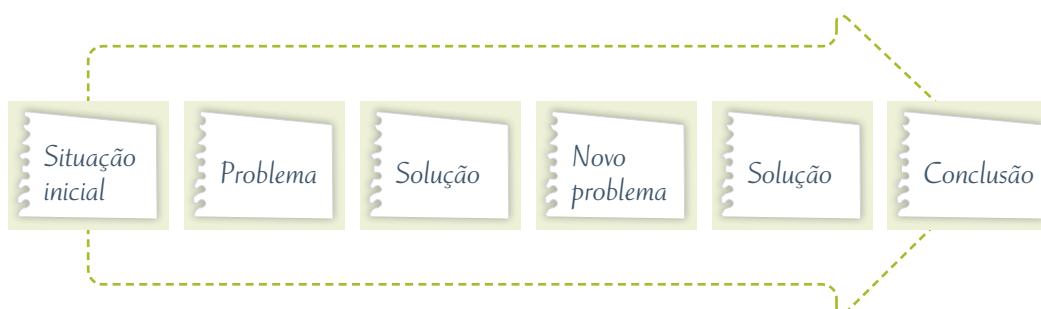 Situação
inicial
Problema
Solução
Novo
problema
Solução
Conclusão